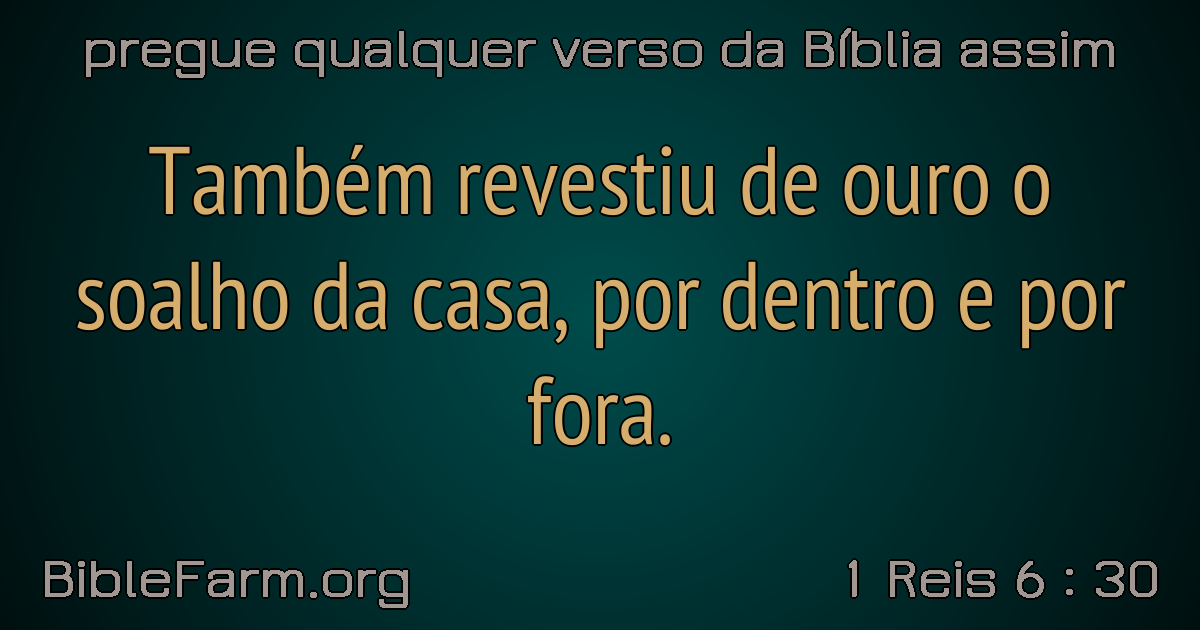 pregue qualquer verso da Bíblia assim
Também revestiu de ouro o
soalho da casa, por dentro e por
fora.
BibleFarm.org
1 Reis 6 : 30